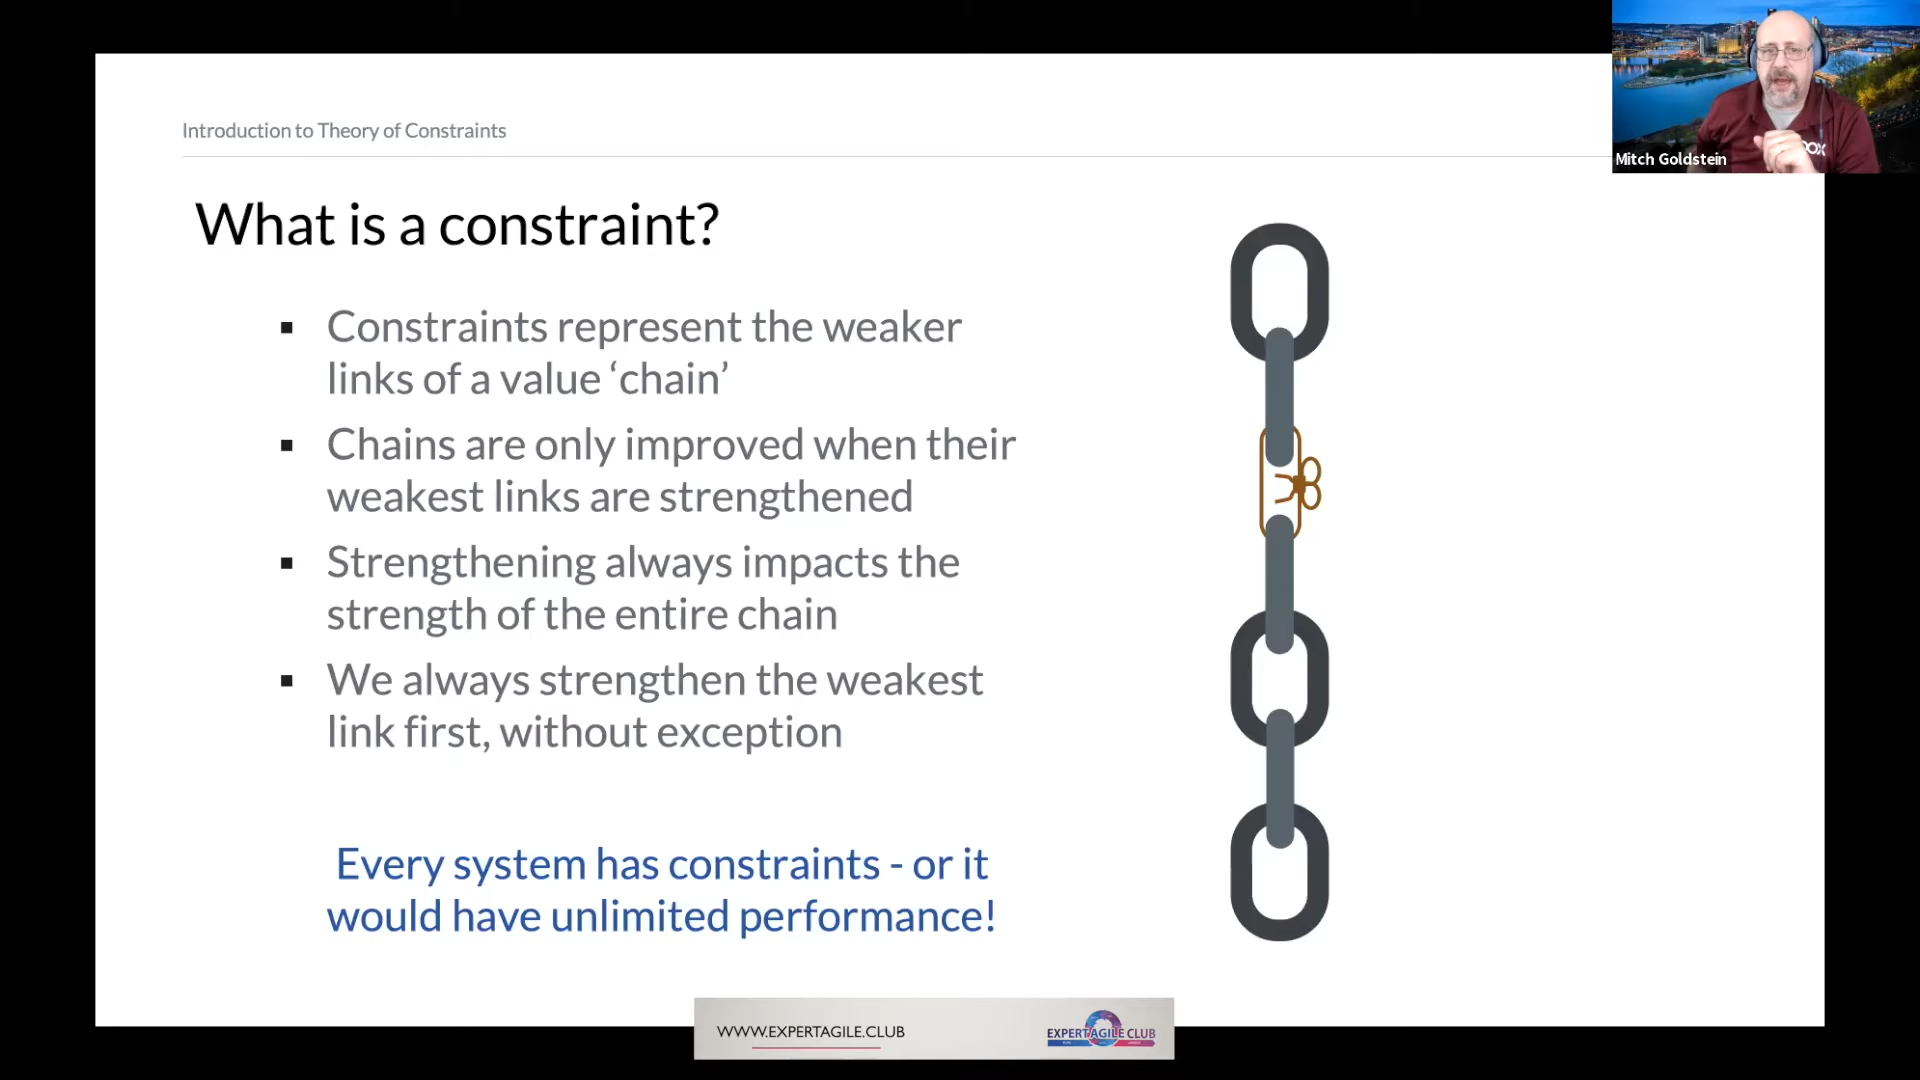 Introduction to Theory of Constraints
Mitch Goldstein
What is a constraint?
▪ Constraints represent the weaker
links of a value ‘chain’
▪ Chains are only improved when their
weakest links are strengthened
▪ Strengthening always impacts the
strength of the entire chain
▪ We always strengthen the weakest
link first, without exception
Every system has constraints - or it
would have unlimited performance!
WWW.EXPERTAGILE.CLUB
EXPERTAGILE CLUB